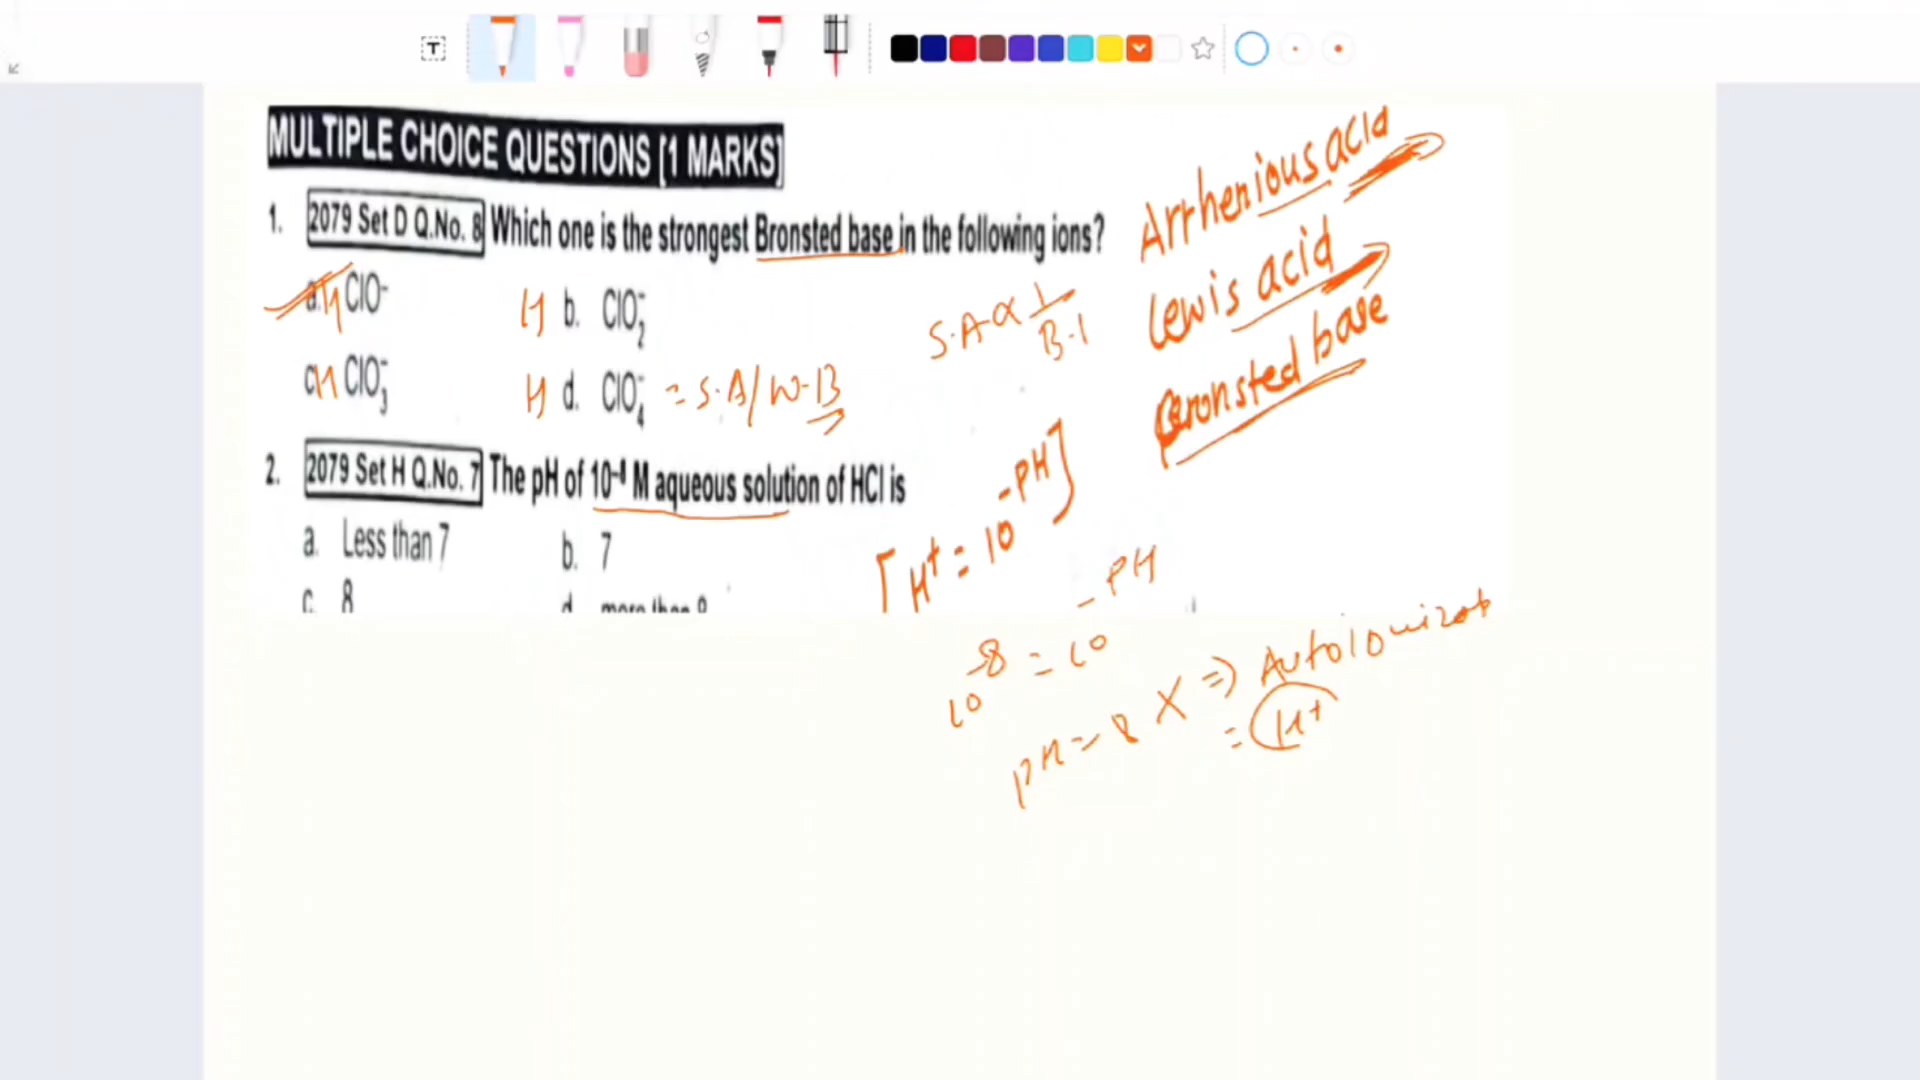 T
MULTIPLE CHOICE QUESTIONS [1 MARKS]
1. 2079 Set D Q.No. 8 Which one is the strongest Bronsted base in the following ions?
a. H ClO⁻ H b. ClO₂⁻
c. H ClO₃⁻ H d. ClO₄⁻ = S.A/W.B
S.A ∝ 1/B.I
Arrhenious acid
Lewis acid
Bronsted base
2. 2079 Set H Q.No. 7 The pH of 10⁻⁸ M aqueous solution of HCl is
a. Less than 7 b. 7
c. 8 d. more than 8
[H⁺ = 10⁻ᴾᴴ]
10⁻⁸ = 10⁻ᴾᴴ
pH = 8 X ⇒ Autoionizat
= H⁺